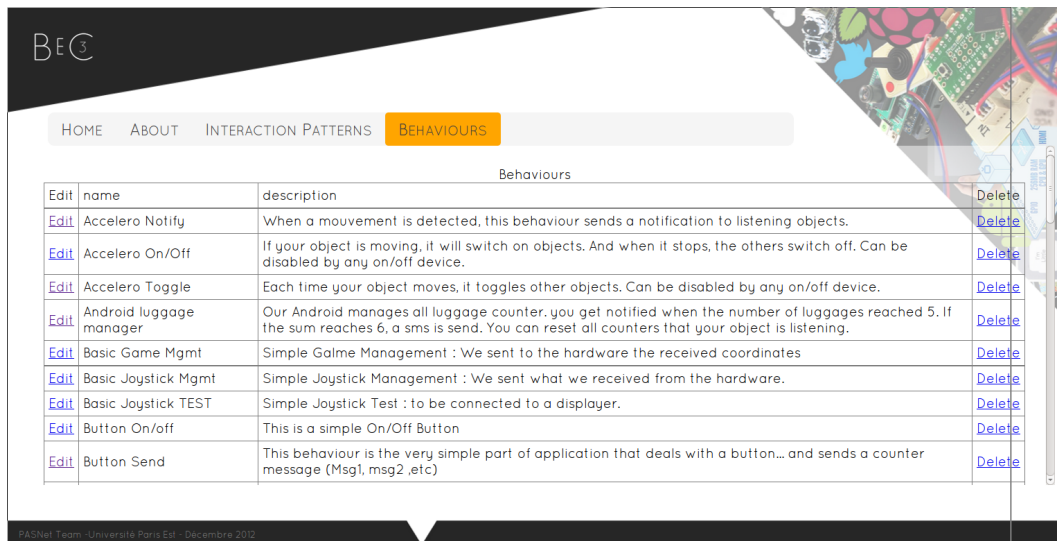 BEC3
HOME ABOUT INTERACTION PATTERNS BEHAVIOURS
Behaviours
Edit name description Delete
Edit Accelero Notify When a mouvement is detected, this behaviour sends a notification to listening objects. Delete
Edit Accelero On/Off If your object is moving, it will switch on objects. And when it stops, the others switch off. Can be
disabled by any on/off device. Delete
Edit Accelero Toggle Each time your object moves, it toggles other objects. Can be disabled by any on/off device. Delete
Edit Android luggage
manager Our Android manages all luggage counter. you get notified when the number of luggages reached 5. If
the sum reaches 6, a sms is send. You can reset all counters that your object is listening. Delete
Edit Basic Game Mgmt Simple Galme Management : We sent to the hardware the received coordinates Delete
Edit Basic Joystick Mgmt Simple Joystick Management : We sent what we received from the hardware. Delete
Edit Basic Joystick TEST Simple Joystick Test : to be connected to a displayer. Delete
Edit Button On/off This is a simple On/Off Button Delete
Edit Button Send This behaviour is the very simple part of application that deals with a button... and sends a counter
message (Msg1, msg2 ,etc) Delete
PASNet Team -Université Paris Est - Décembre 2012